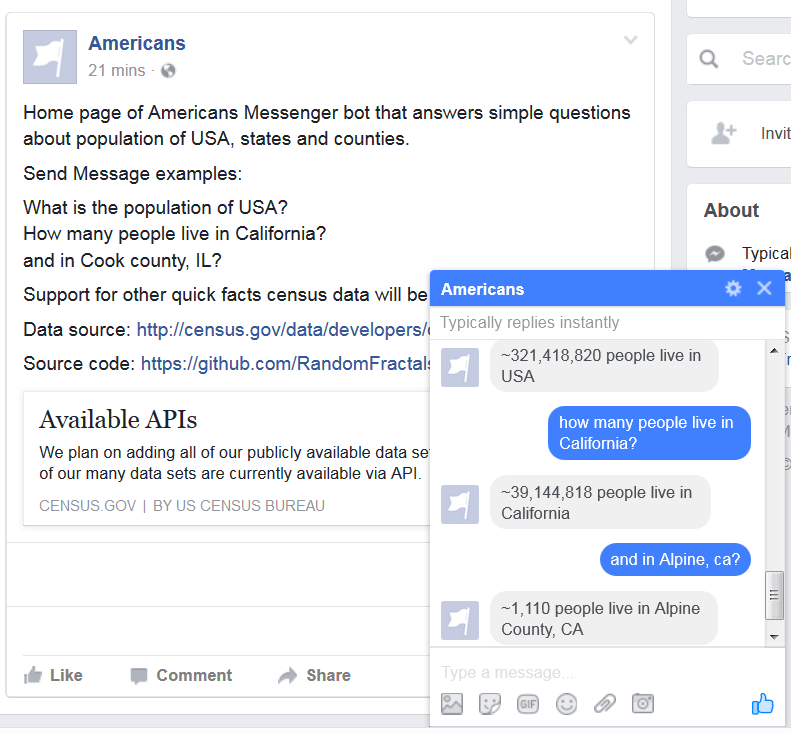 Americans
21 mins ·
Home page of Americans Messenger bot that answers simple questions
about population of USA, states and counties.
Send Message examples:
What is the population of USA?
How many people live in California?
and in Cook county, IL?
Support for other quick facts census data will be
Data source: http://census.gov/data/developers/
Source code: https://github.com/RandomFractals
Available APIs
We plan on adding all of our publicly available data
of our many data sets are currently available via API.
CENSUS.GOV | BY US CENSUS BUREAU
Like Comment Share
Searc
Invit
About
Typical
Americans
Typically replies instantly
~321,418,820 people live in
USA
how many people live in
California?
~39,144,818 people live in
California
and in Alpine, ca?
~1,110 people live in Alpine
County, CA
Type a message...
GIF